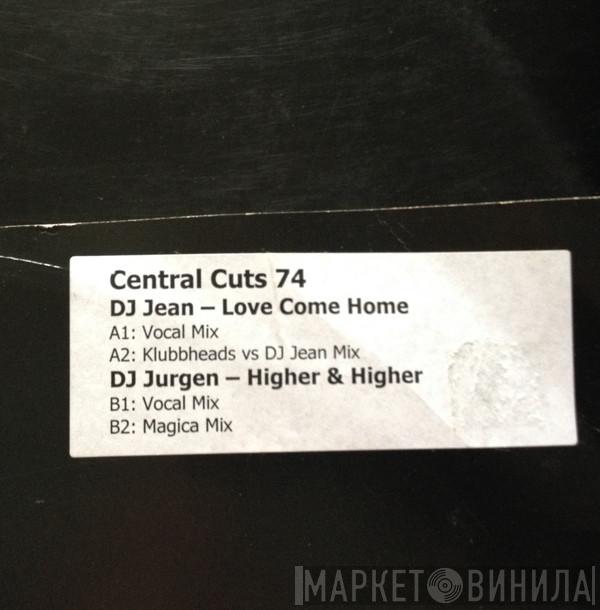 Central Cuts 74
DJ Jean – Love Come Home
A1: Vocal Mix
A2: Klubbheads vs DJ Jean Mix
DJ Jurgen – Higher & Higher
B1: Vocal Mix
B2: Magica Mix
МАРКЕТ ВИНИЛА